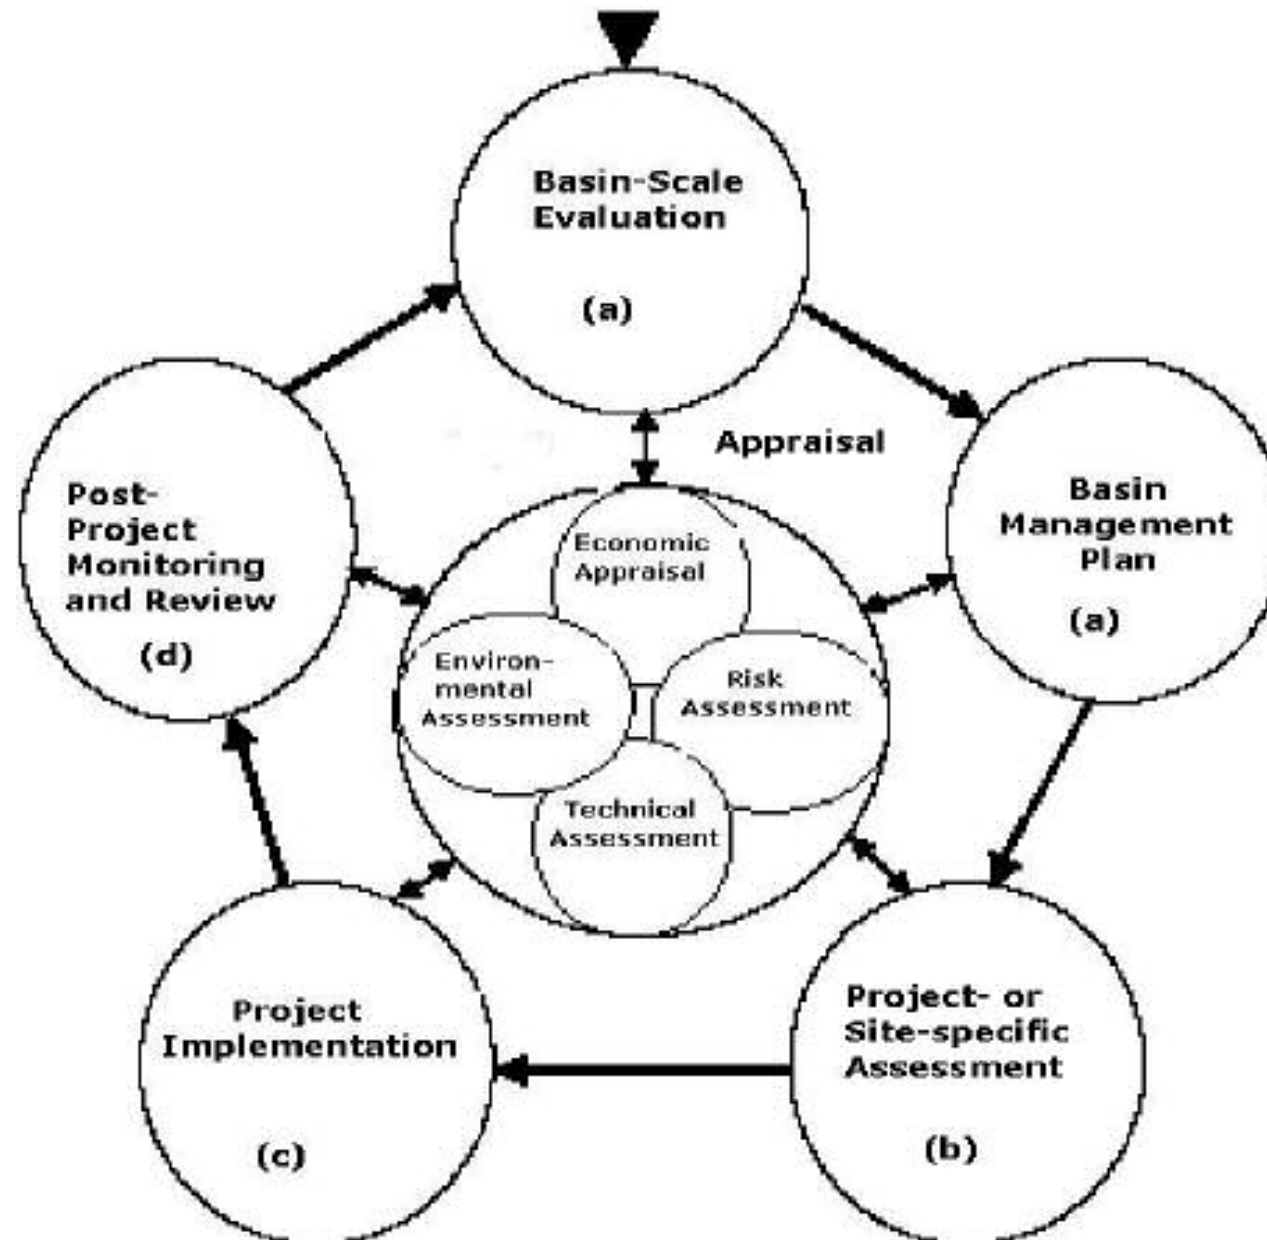 Basin-Scale
Evaluation
(a)
Appraisal
Basin
Management
Plan
(a)
Post-
Project
Monitoring
and Review
(d)
Economic
Appraisal
Environ-
mental
Assessment
Risk
Assessment
Technical
Assessment
Project
Implementation
(c)
Project- or
Site-specific
Assessment
(b)